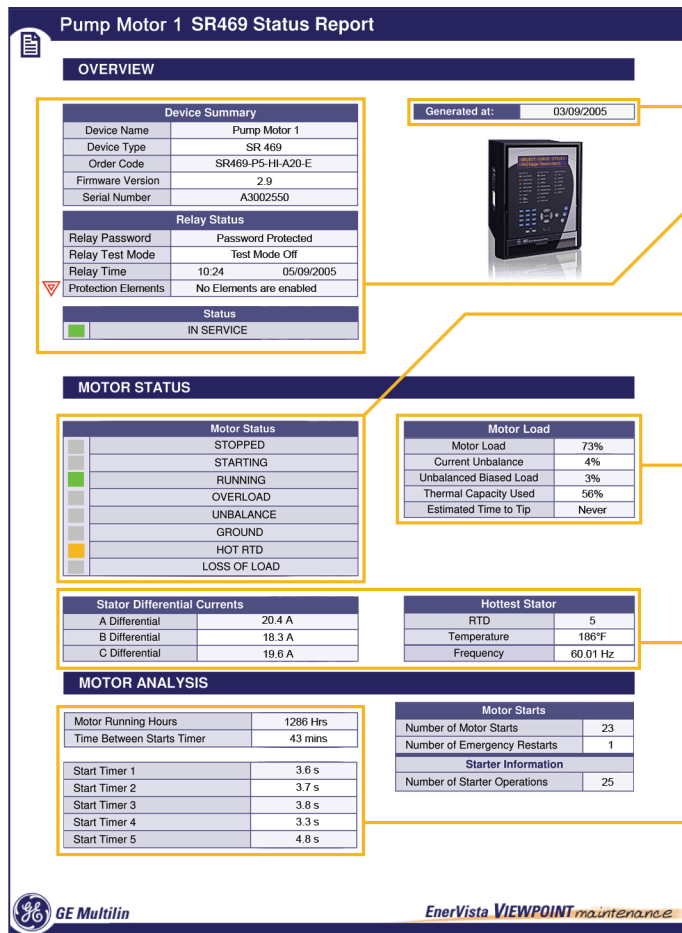 Pump Motor 1 SR469 Status Report
OVERVIEW
Device Summary
Device Name Pump Motor 1
Device Type SR 469
Order Code SR469-P5-HI-A20-E
Firmware Version 2.9
Serial Number A3002550
Relay Status
Relay Password Password Protected
Relay Test Mode Test Mode Off
Relay Time 10:24 05/09/2005
Protection Elements No Elements are enabled
Status
IN SERVICE
Generated at: 03/09/2005
MOTOR STATUS
Motor Status
STOPPED
STARTING
RUNNING
OVERLOAD
UNBALANCE
GROUND
HOT RTD
LOSS OF LOAD
Motor Load
Motor Load 73%
Current Unbalance 4%
Unbalanced Biased Load 3%
Thermal Capacity Used 56%
Estimated Time to Tip Never
Stator Differential Currents
A Differential 20.4 A
B Differential 18.3 A
C Differential 19.6 A
Hottest Stator
RTD 5
Temperature 186°F
Frequency 60.01 Hz
MOTOR ANALYSIS
Motor Running Hours 1286 Hrs
Time Between Starts Timer 43 mins
Start Timer 1 3.6 s
Start Timer 2 3.7 s
Start Timer 3 3.8 s
Start Timer 4 3.3 s
Start Timer 5 4.8 s
Motor Starts
Number of Motor Starts 23
Number of Emergency Restarts 1
Starter Information
Number of Starter Operations 25
GE Multilin
EnerVista VIEWPOINT maintenance